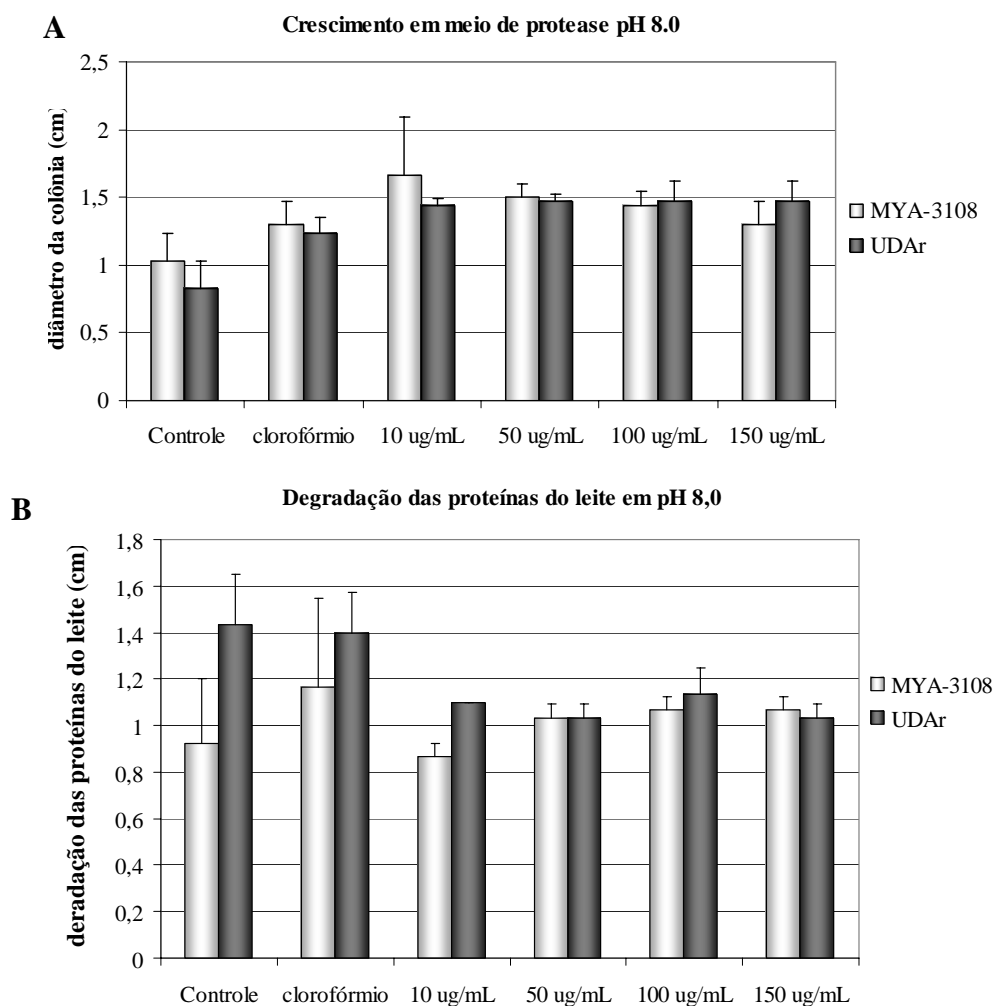 A
Crescimento em meio de protease pH 8.0
diâmetro da colônia (cm)
2,5
2
1,5
1
0,5
0
Controle clorofórmio 10 ug/mL 50 ug/mL 100 ug/mL 150 ug/mL
MYA-3108
UDAr
B
Degradação das proteínas do leite em pH 8,0
deradação das proteínas do leite (cm)
1,8
1,6
1,4
1,2
1
0,8
0,6
0,4
0,2
0
Controle clorofórmio 10 ug/mL 50 ug/mL 100 ug/mL 150 ug/mL
MYA-3108
UDAr